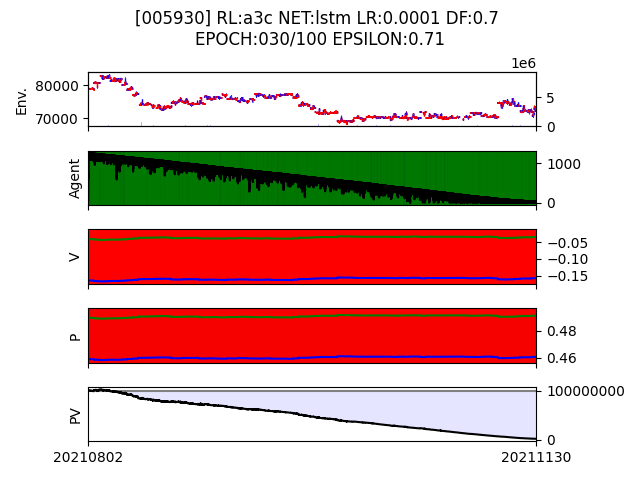 [005930] RL:a3c NET:lstm LR:0.0001 DF:0.7
EPOCH:030/100 EPSILON:0.71
1e6
Env.
80000
70000
5
0
Agent
1000
0
V
−0.05
−0.10
−0.15
P
0.48
0.46
PV
100000000
0
20210802
20211130